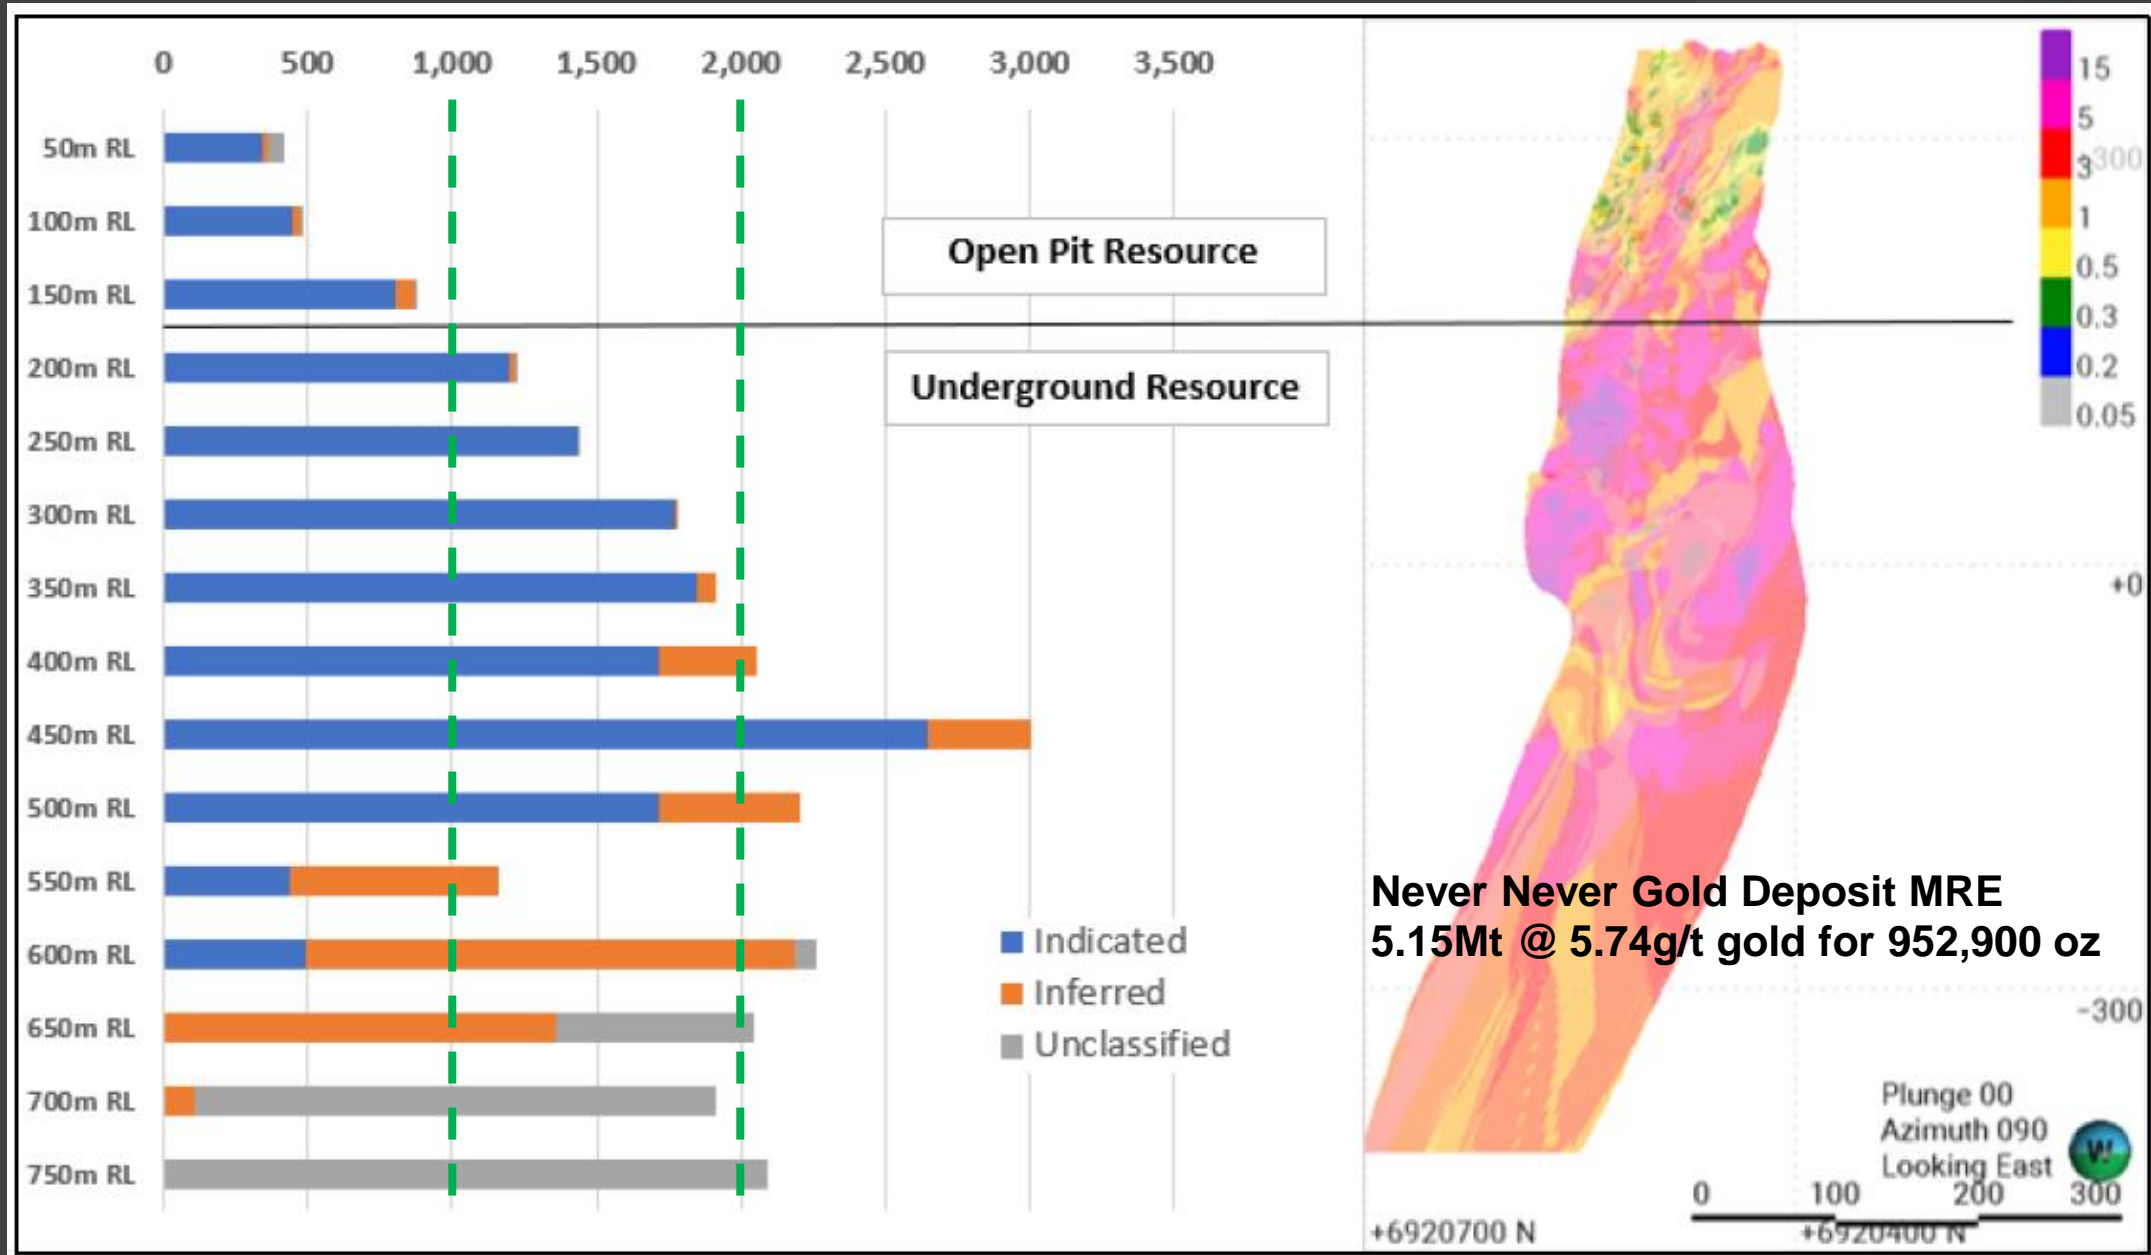 0 500 1,000 1,500 2,000 2,500 3,000 3,500
50m RL
100m RL
150m RL
200m RL
250m RL
300m RL
350m RL
400m RL
450m RL
500m RL
550m RL
600m RL
650m RL
700m RL
750m RL
Open Pit Resource
Underground Resource
Indicated
Inferred
Unclassified
15
5
3
300
1
0.5
0.3
0.2
0.05
+0
Never Never Gold Deposit MRE
5.15Mt @ 5.74g/t gold for 952,900 oz
-300
Plunge 00
Azimuth 090
Looking East
W
0 100 200 300
+6920700 N +6920400 N